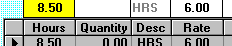 8.50 HRS 6.00
Hours Quantity Desc Rate
8.50 0.00 HRS 6.00